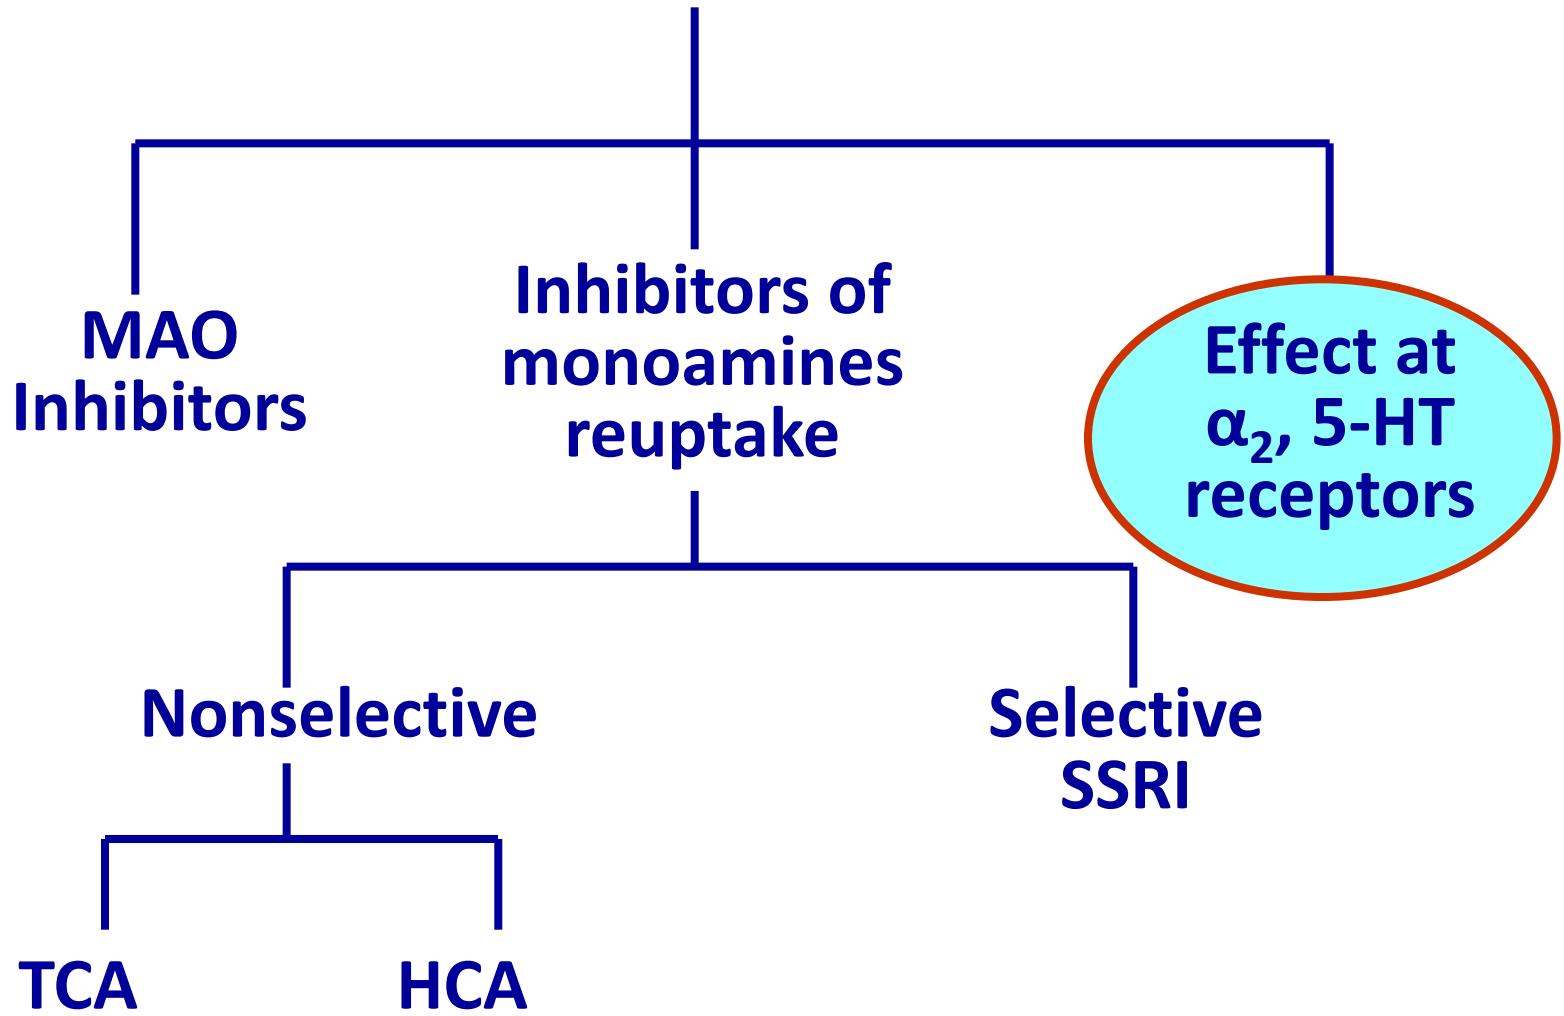 MAO
Inhibitors
Inhibitors of
monoamines
reuptake
Effect at
α₂, 5-HT
receptors
Nonselective
Selective
SSRI
TCA
HCA